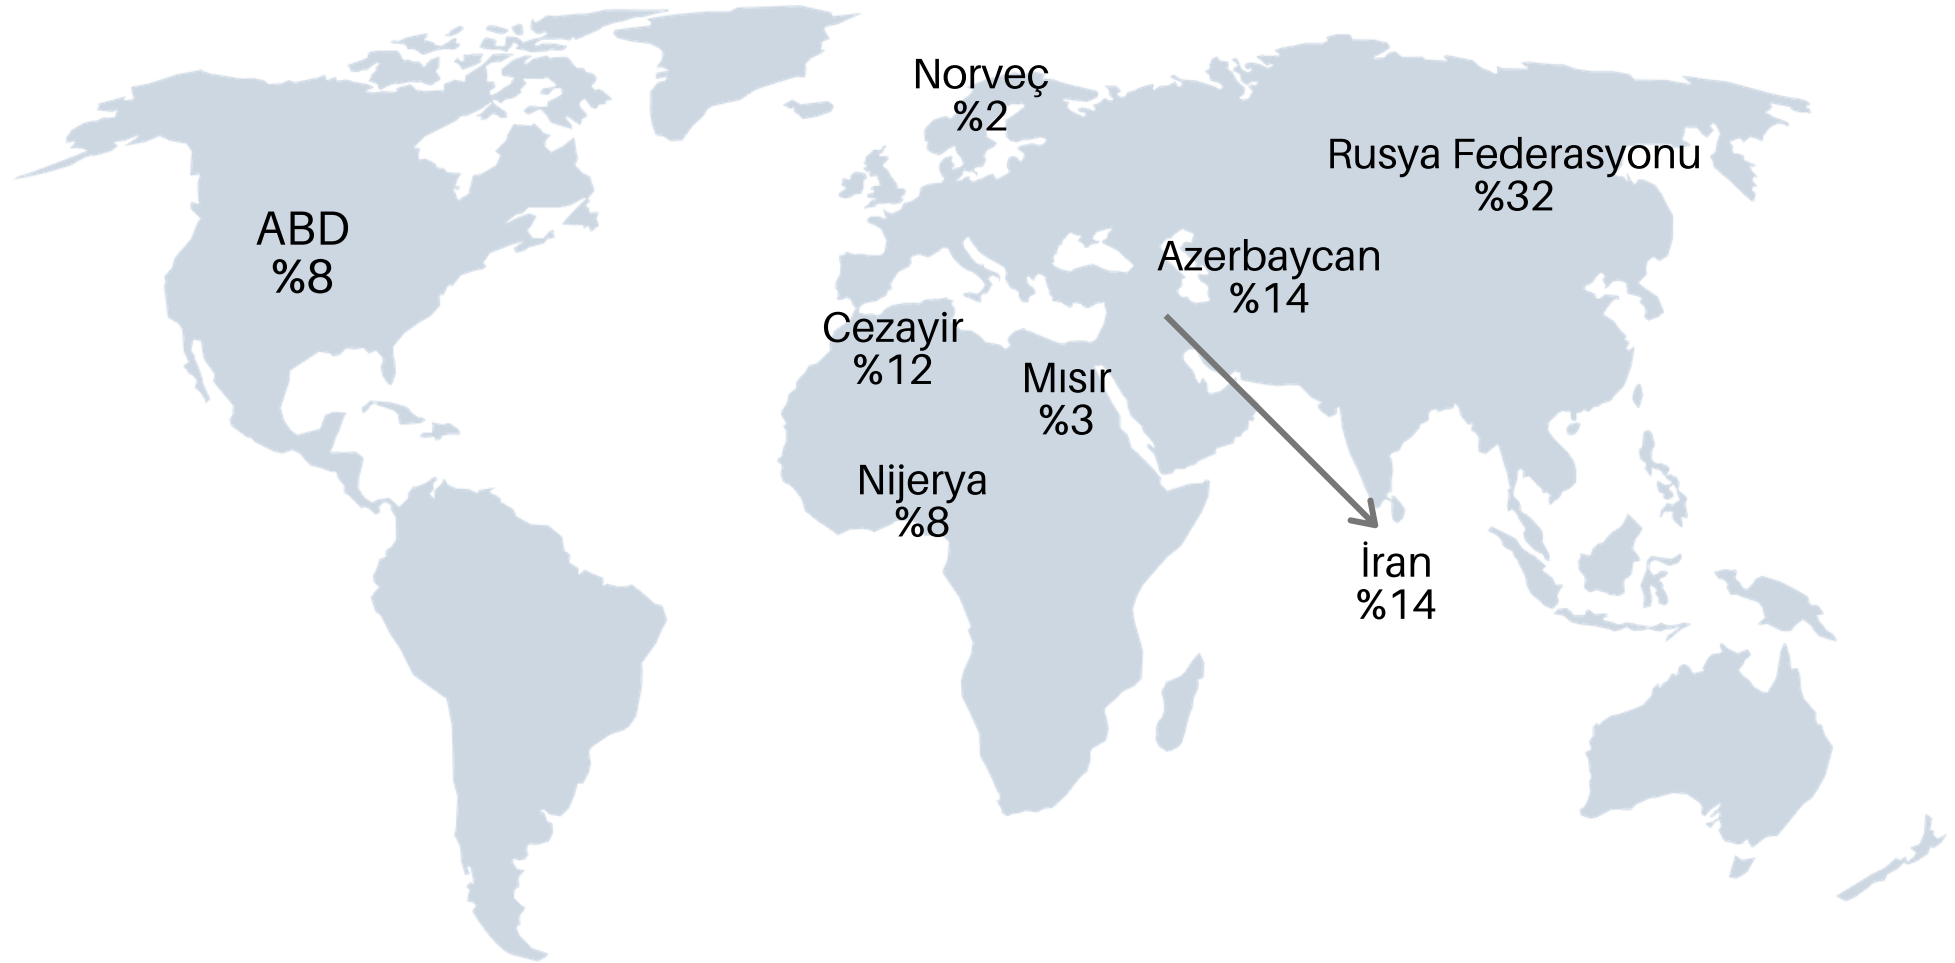 Norveç
%2
Rusya Federasyonu
%32
ABD
%8
Azerbaycan
%14
Cezayir
%12
Mısır
%3
Nijerya
%8
İran
%14